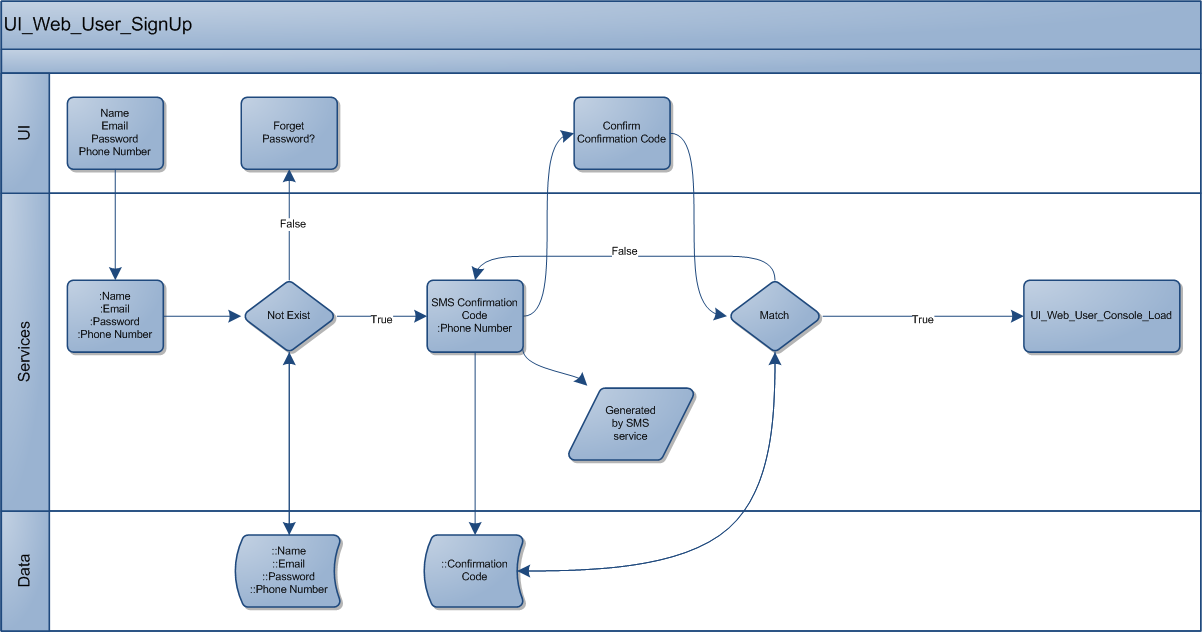 UI_Web_User_SignUp
UI
Name
Email
Password
Phone Number
Forget
Password?
Confirm
Confirmation Code
Services
False
False
:Name
:Email
:Password
:Phone Number
Not Exist
True
SMS Confirmation
Code
:Phone Number
Match
True
UI_Web_User_Console_Load
Generated
by SMS
service
Data
::Name
::Email
::Password
::Phone Number
::Confirmation
Code